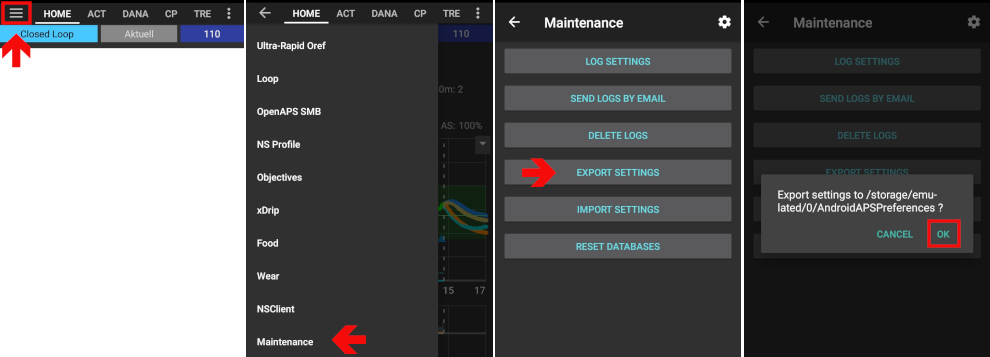 HOME ACT DANA CP TRE
Closed Loop Aktuell 110
HOME ACT DANA CP TRE
Ultra-Rapid Oref
110
Loop
0m: 2
OpenAPS SMB
AS: 100%
NS Profile
Objectives
xDrip
Food
Wear
15 17
NSClient
Maintenance
Maintenance
LOG SETTINGS
SEND LOGS BY EMAIL
DELETE LOGS
EXPORT SETTINGS
IMPORT SETTINGS
RESET DATABASES
Maintenance
LOG SETTINGS
SEND LOGS BY EMAIL
DELETE LOGS
EXPORT SETTINGS
Export settings to /storage/emu-
lated/0/AndroidAPSPreferences ?
CANCEL OK